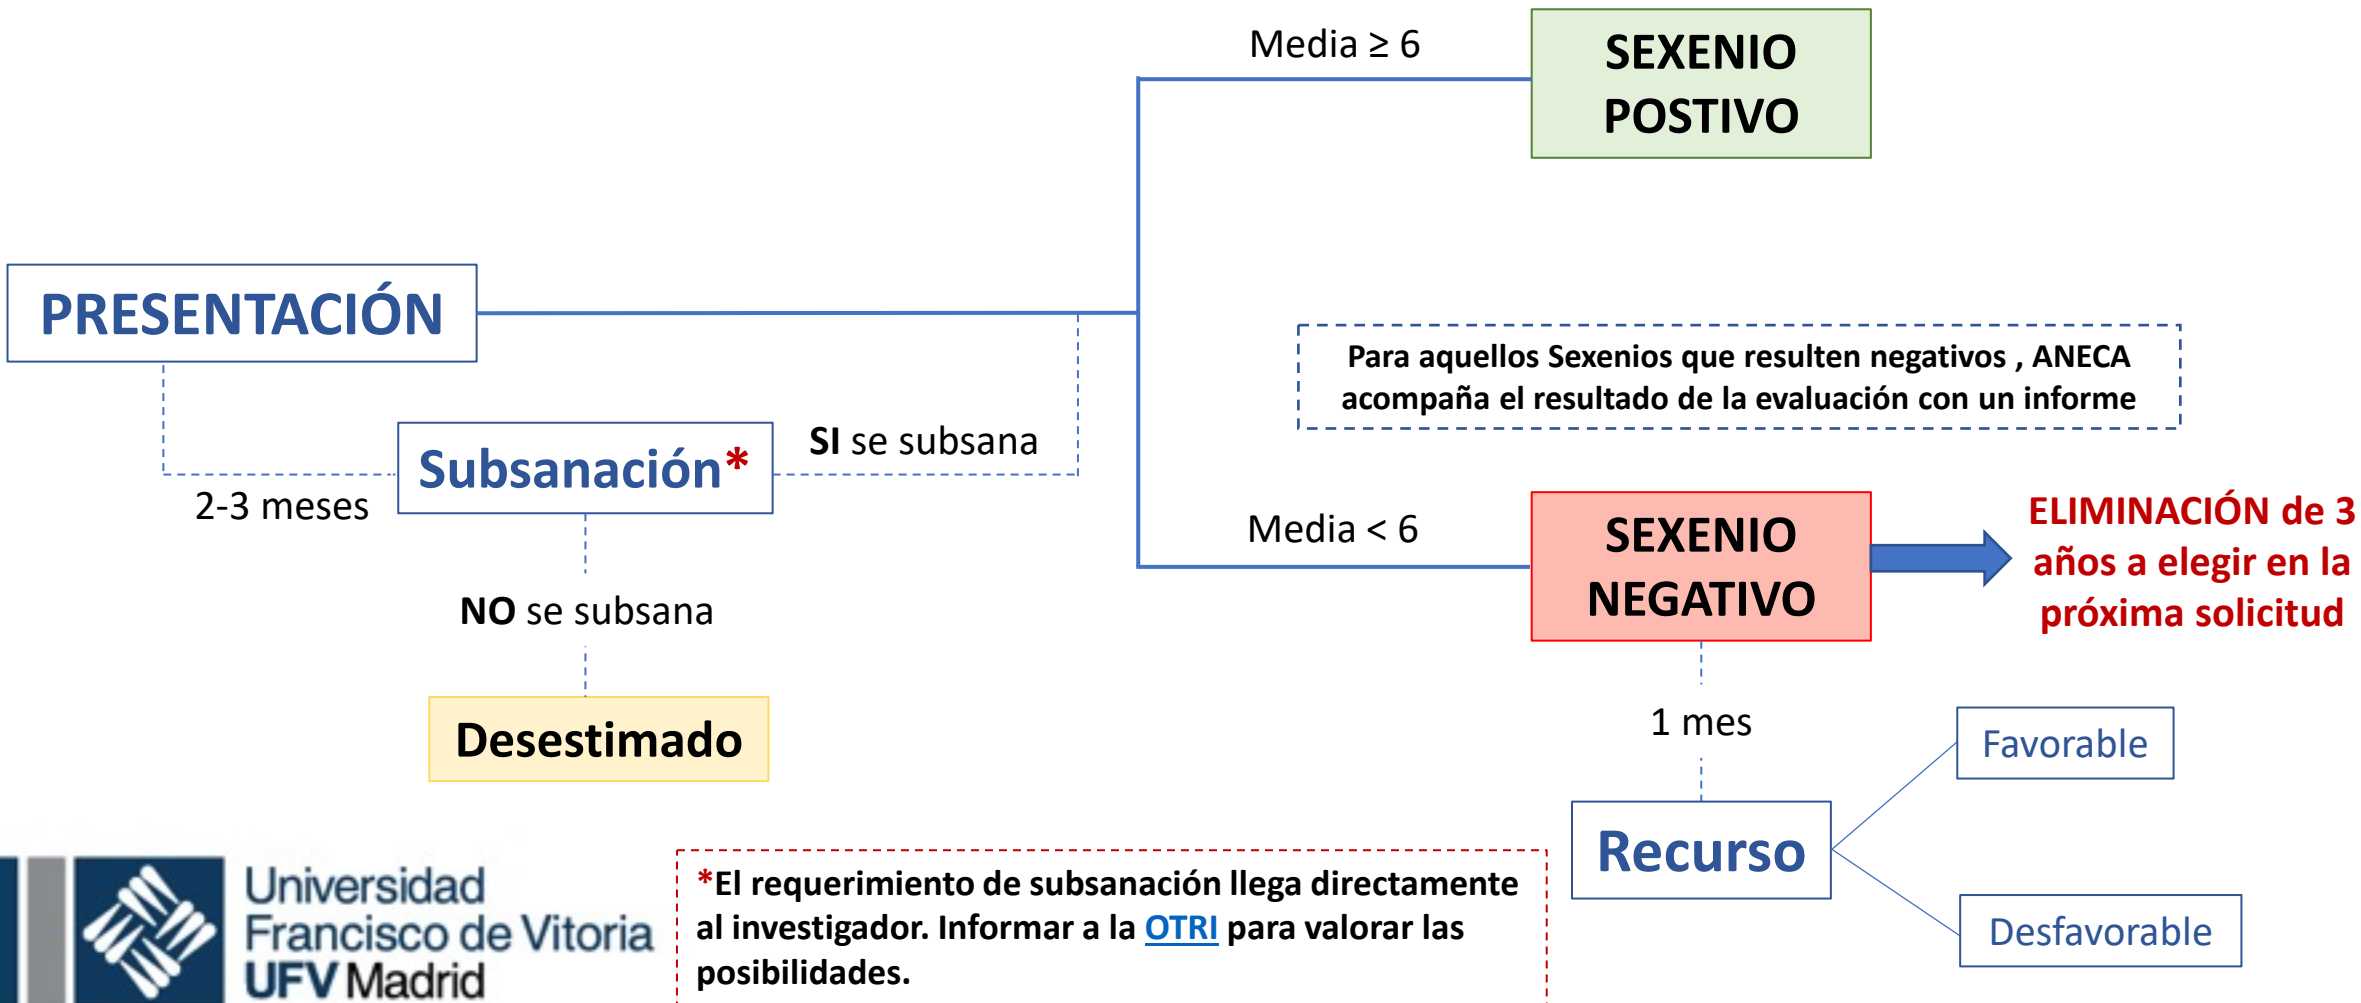 Media ≥ 6
SEXENIO
POSTIVO
PRESENTACIÓN
Para aquellos Sexenios que resulten negativos , ANECA
acompaña el resultado de la evaluación con un informe
SI se subsana
Subsanación*
2-3 meses
NO se subsana
Desestimado
Media < 6
SEXENIO
NEGATIVO
ELIMINACIÓN de 3
años a elegir en la
próxima solicitud
1 mes
Recurso
Favorable
Desfavorable
Universidad
Francisco de Vitoria
UFV Madrid
*El requerimiento de subsanación llega directamente
al investigador. Informar a la OTRI para valorar las
posibilidades.